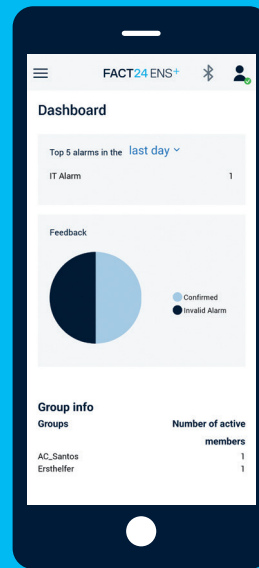 FACT24 ENS+
Dashboard
Top 5 alarms in the last day
IT Alarm 1
Feedback
Confirmed
Invalid Alarm
Group info
Groups Number of active members
AC_Santos 1
Ersthelfer 1